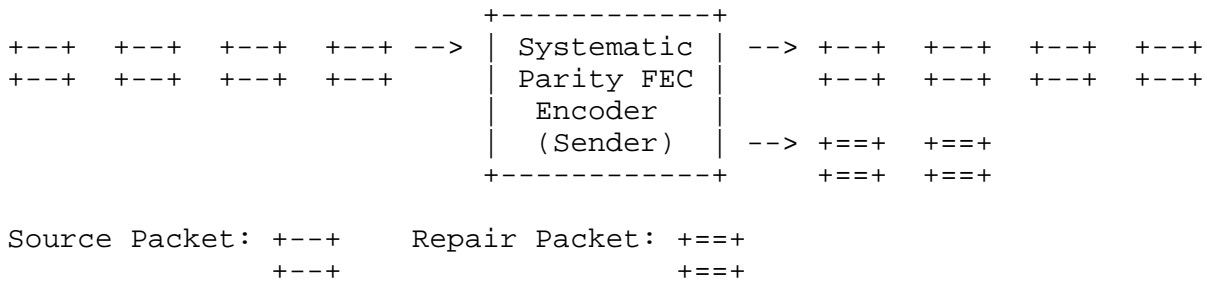 +------------+
+--+  +--+  +--+  +--+ --> | Systematic | --> +--+  +--+  +--+  +--+
+--+  +--+  +--+  +--+     | Parity FEC |     +--+  +--+  +--+  +--+
                           |  Encoder   |
                           |  (Sender)  | --> +==+  +==+
                           +------------+     +==+  +==+

Source Packet: +--+    Repair Packet: +==+
               +--+                   +==+